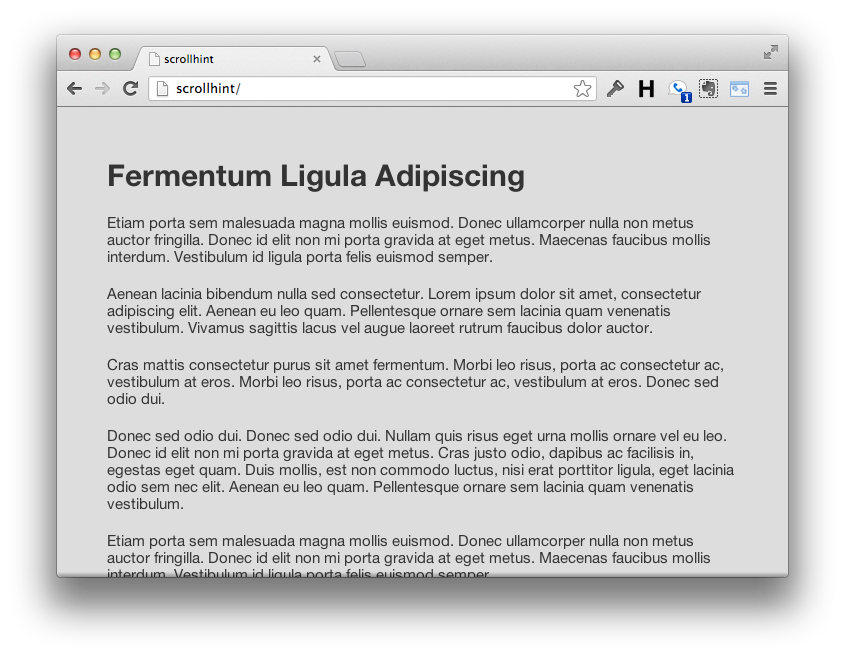 scrollhint
scrollhint/
H
1
Fermentum Ligula Adipiscing
Etiam porta sem malesuada magna mollis euismod. Donec ullamcorper nulla non metus
auctor fringilla. Donec id elit non mi porta gravida at eget metus. Maecenas faucibus mollis
interdum. Vestibulum id ligula porta felis euismod semper.
Aenean lacinia bibendum nulla sed consectetur. Lorem ipsum dolor sit amet, consectetur
adipiscing elit. Aenean eu leo quam. Pellentesque ornare sem lacinia quam venenatis
vestibulum. Vivamus sagittis lacus vel augue laoreet rutrum faucibus dolor auctor.
Cras mattis consectetur purus sit amet fermentum. Morbi leo risus, porta ac consectetur ac,
vestibulum at eros. Morbi leo risus, porta ac consectetur ac, vestibulum at eros. Donec sed
odio dui.
Donec sed odio dui. Donec sed odio dui. Nullam quis risus eget urna mollis ornare vel eu leo.
Donec id elit non mi porta gravida at eget metus. Cras justo odio, dapibus ac facilisis in,
egestas eget quam. Duis mollis, est non commodo luctus, nisi erat porttitor ligula, eget lacinia
odio sem nec elit. Aenean eu leo quam. Pellentesque ornare sem lacinia quam venenatis
vestibulum.
Etiam porta sem malesuada magna mollis euismod. Donec ullamcorper nulla non metus
auctor fringilla. Donec id elit non mi porta gravida at eget metus. Maecenas faucibus mollis
interdum. Vestibulum id ligula porta felis euismod semper.